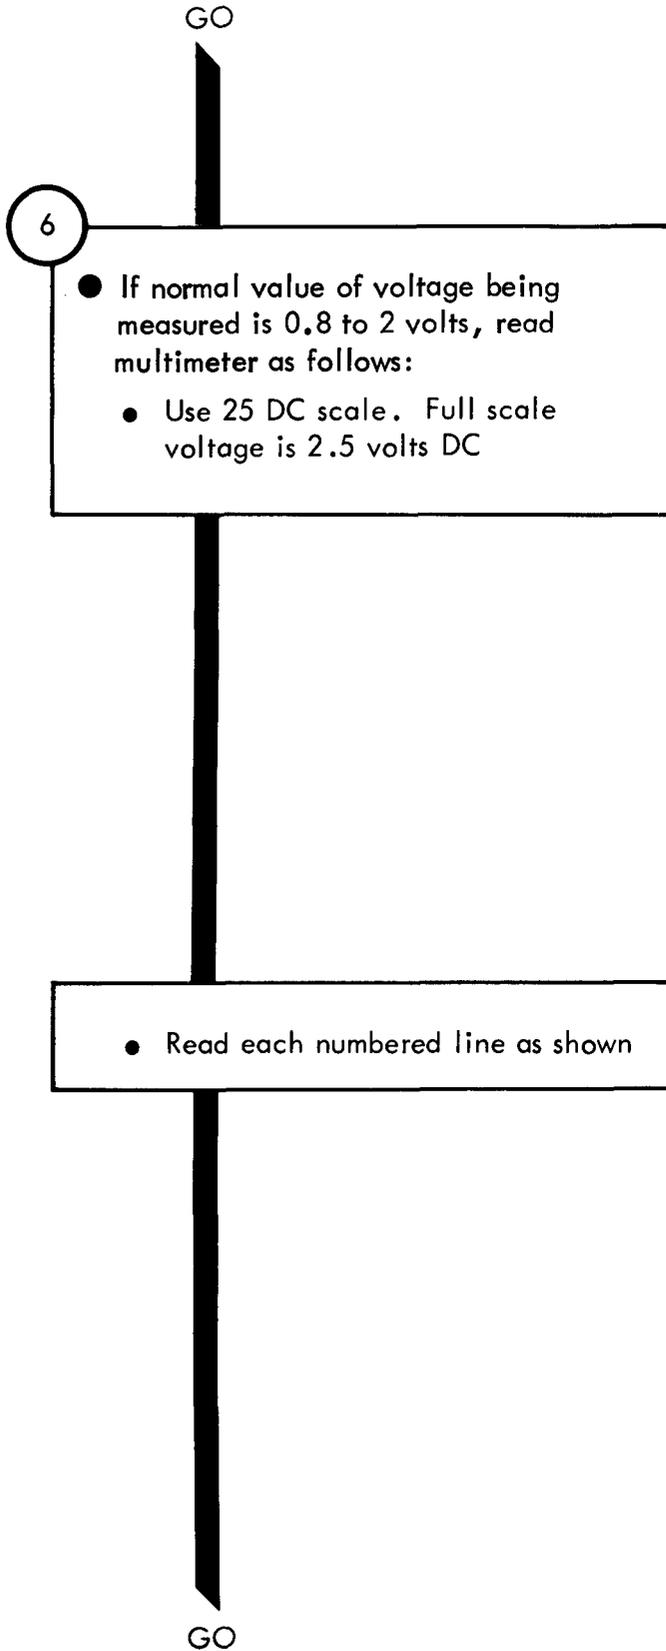 GO
6
● If normal value of voltage being
measured is 0.8 to 2 volts, read
multimeter as follows:
● Use 25 DC scale. Full scale
voltage is 2.5 volts DC
● Read each numbered line as shown
GO